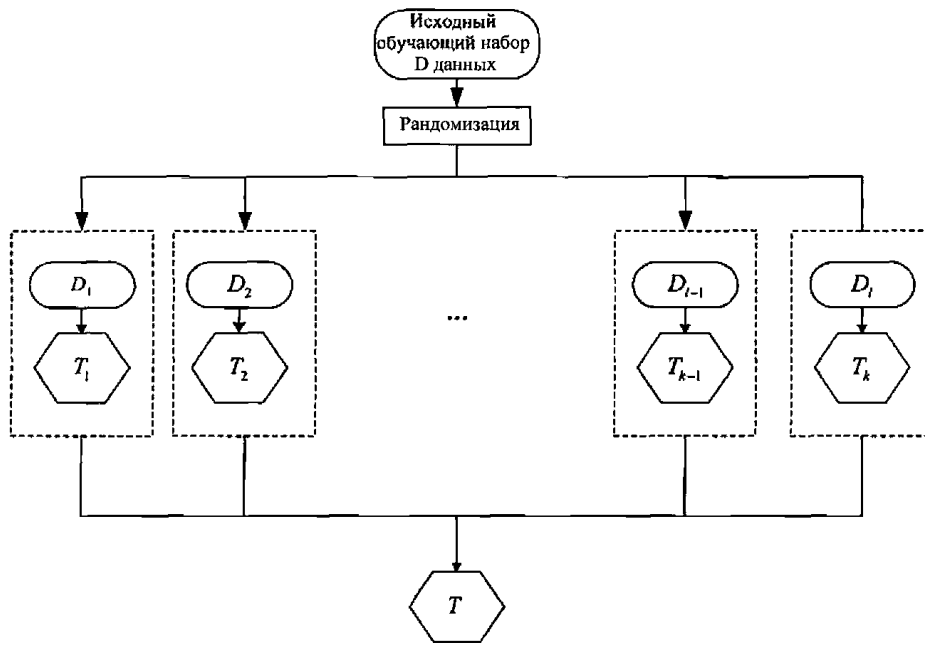 Исходный
обучающий набор
D данных
Рандомизация
D₁ D₂ ... Dₗ₋₁ Dₗ
T₁ T₂ Tₖ₋₁ Tₖ
T